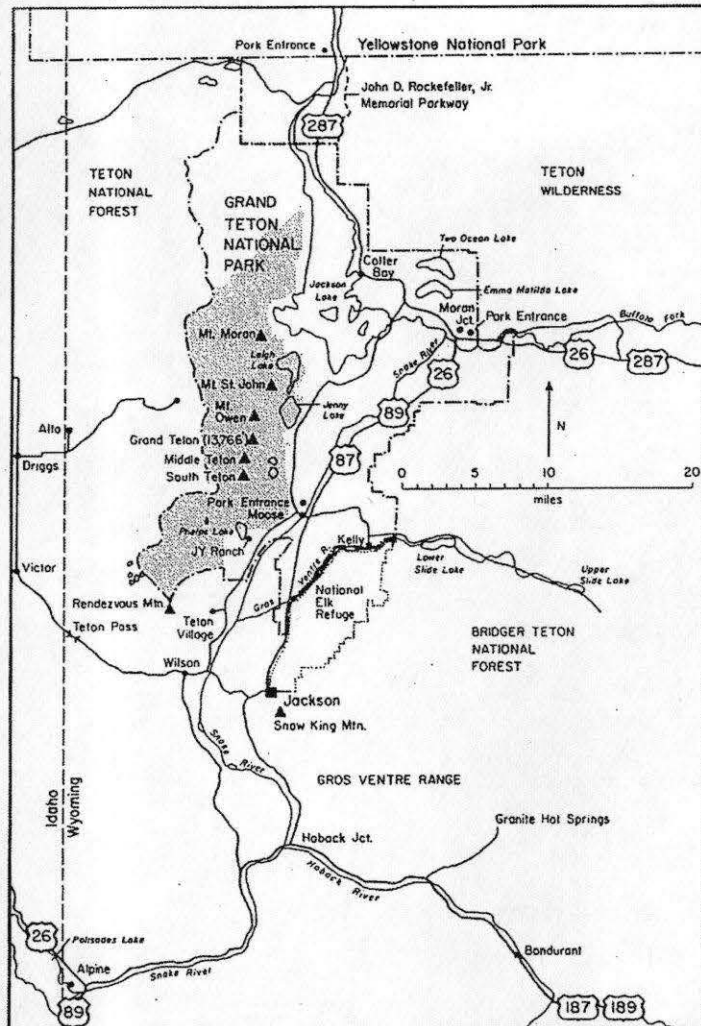 Park Entrance
Yellowstone National Park
John D. Rockefeller, Jr.
Memorial Parkway
287
TETON
NATIONAL
FOREST
GRAND
TETON
NATIONAL
PARK
TETON
WILDERNESS
Two Ocean Lake
Colter
Bay
Emma Matilda Lake
Jackson
Lake
Moran
Jct.
Park Entrance
Buffalo Fork
Mt. Moran
Snake River
26
26
287
Leigh
Lake
Mt St. John
89
Mt.
Owen
Jenny
Lake
N
Alta
87
Grand Teton (13,766)
Driggs
Middle Teton
0 5 10 20
miles
South Teton
Park Entrance
Moose
Phelps Lake
JY Ranch
Kelly
Lower
Slide Lake
Upper
Slide Lake
Victor
Gros Ventre R.
National
Elk
Refuge
Rendezvous Mtn.
Teton
Village
Teton Pass
BRIDGER TETON
NATIONAL
FOREST
Wilson
Jackson
Snow King Mtn.
Snake River
GROS VENTRE RANGE
Idaho
Wyoming
Granite Hot Springs
Hoback Jct.
Hoback River
26
Palisades Lake
Bondurant
Alpine
Snake River
89
187 189